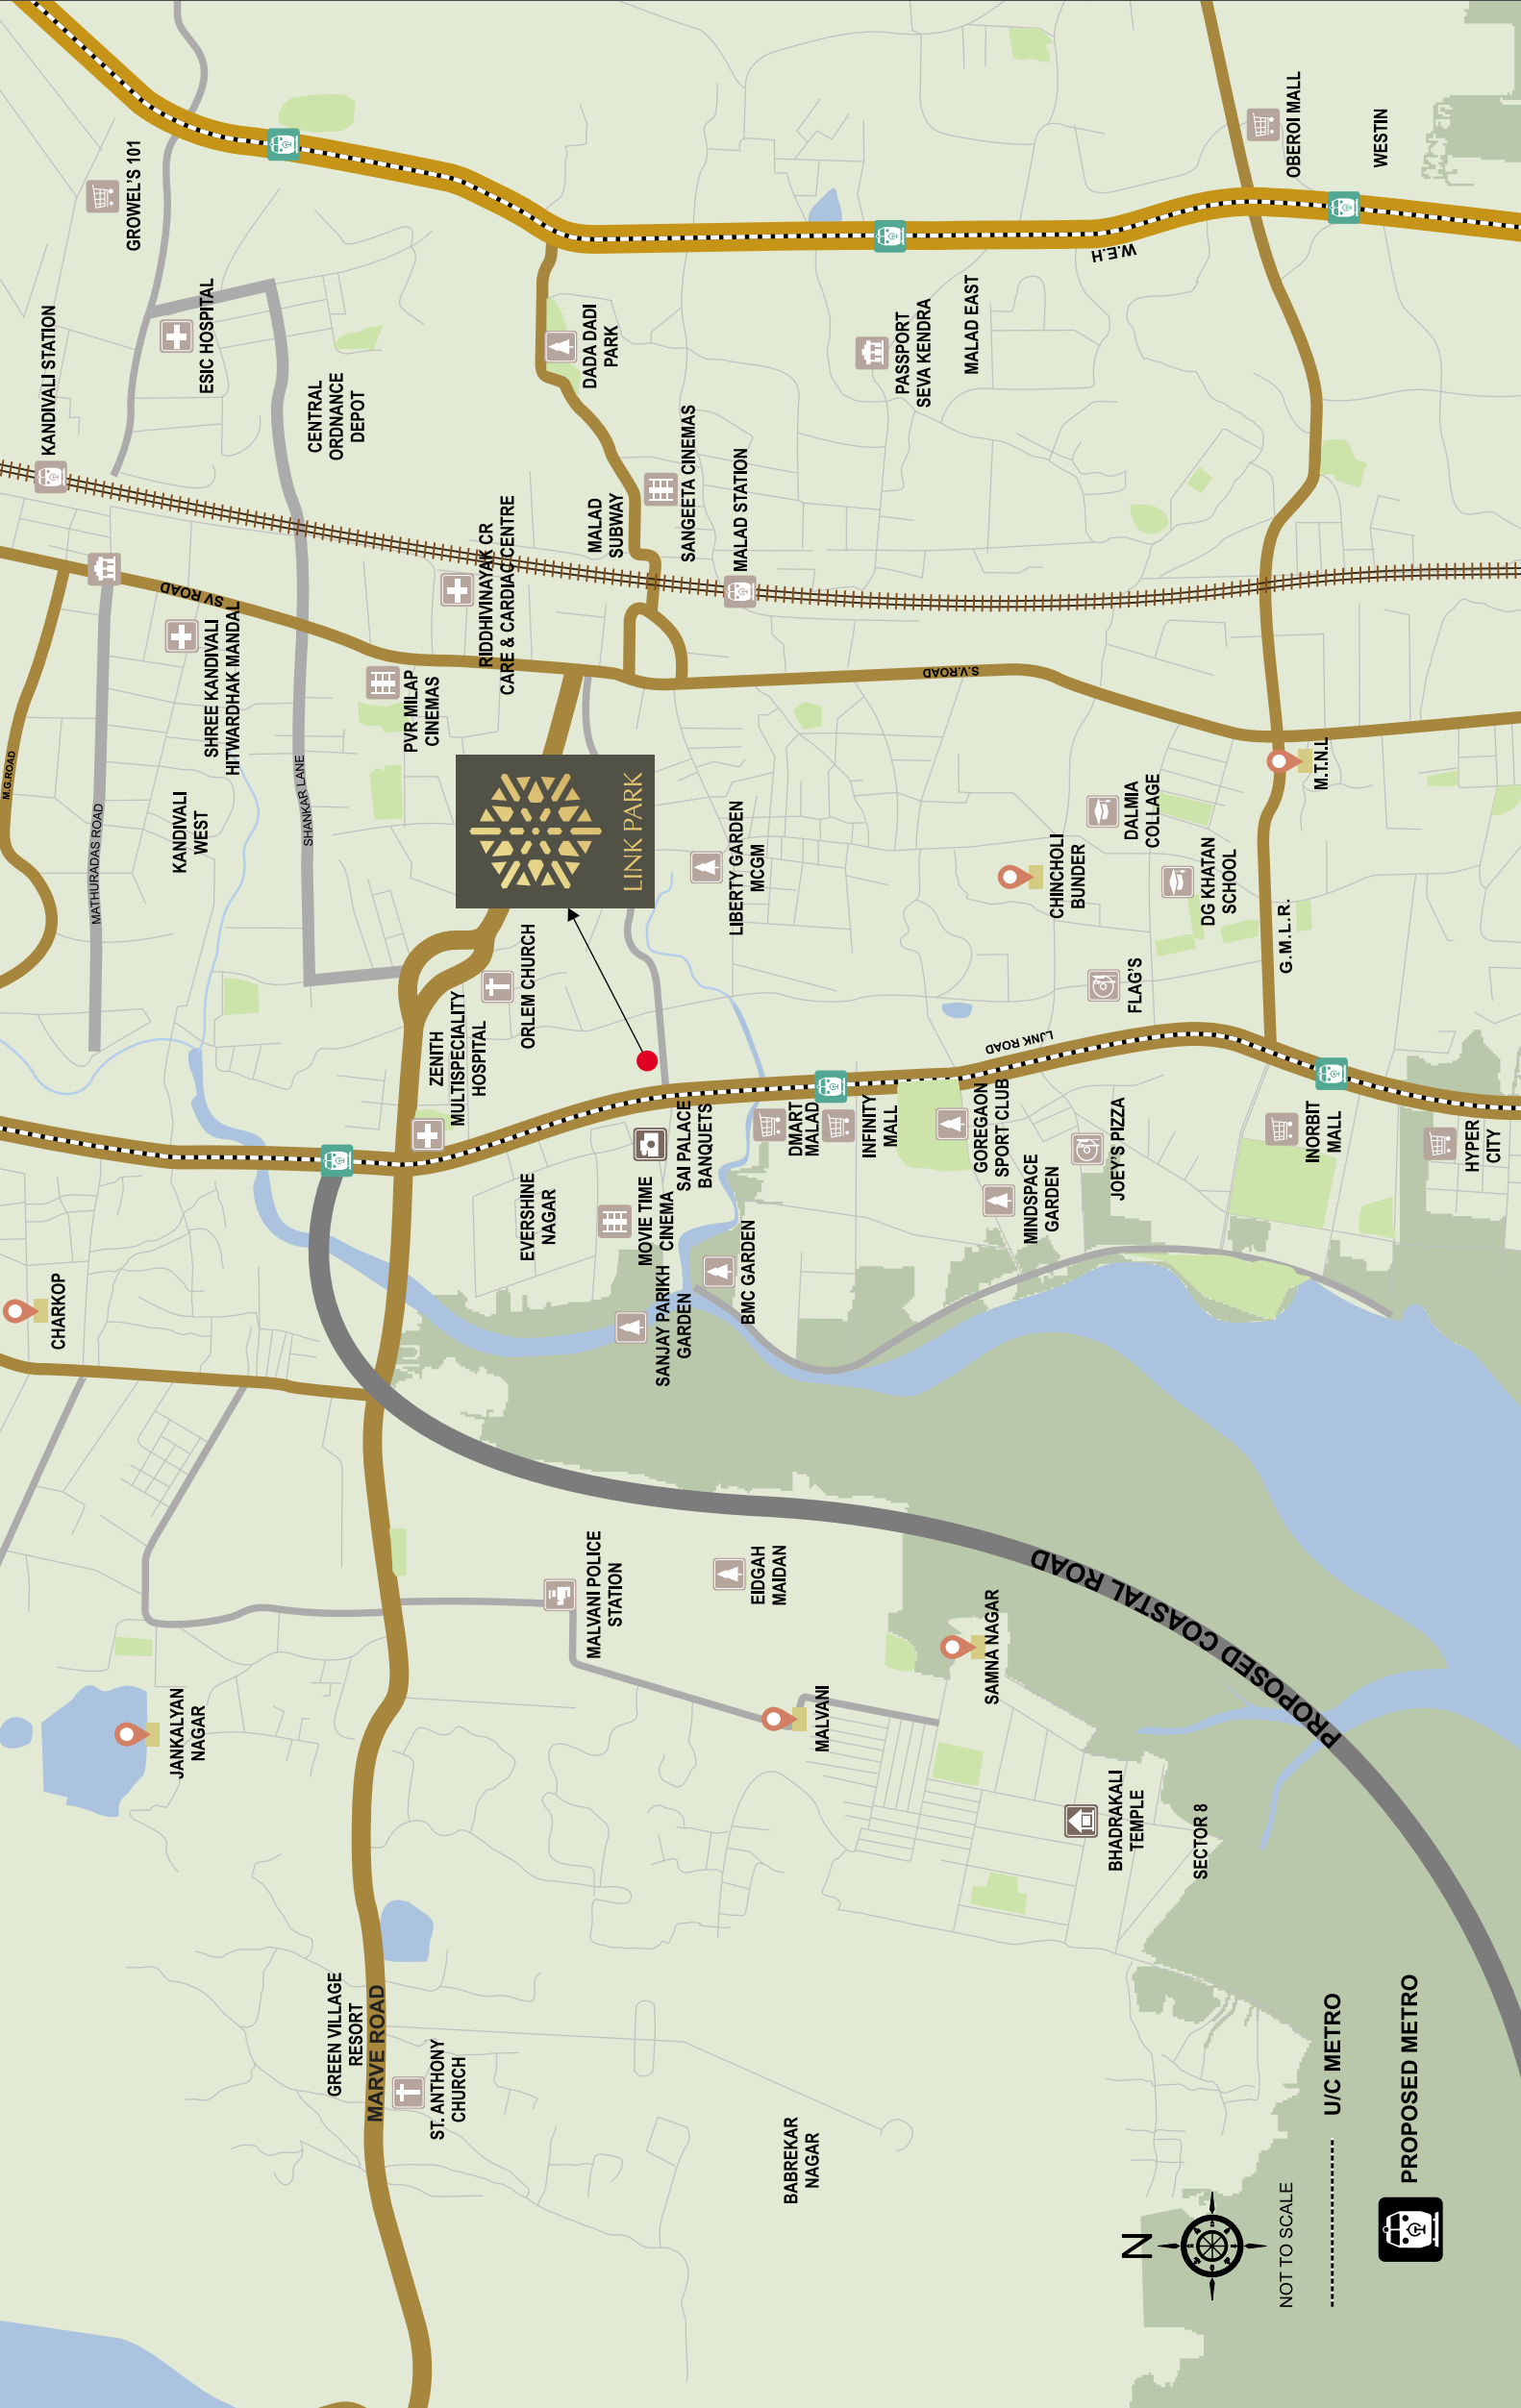 KANDIVALI STATION
GROWEL'S 101
ESIC HOSPITAL
CENTRAL
ORDNANCE
DEPOT
DADA DADI
PARK
PASSPORT
SEVA KENDRA
MALAD EAST
W.E.H
OBEROI MALL
WESTIN
SANGEETA CINEMAS
MALAD
SUBWAY
MALAD STATION
RIDDHIVINAYAK CR
CARE & CARDIAC CENTRE
SV ROAD
SHREE KANDIVALI
HITWARDHAK MANDAL
PVR MILAP
CINEMAS
S.V.ROAD
M.G.ROAD
MATHURADAS ROAD
KANDIVALI
WEST
SHANKAR LANE
LINK PARK
LIBERTY GARDEN
MCGM
CHINCHOLI
BUNDER
DALMIA
COLLAGE
DG KHATAN
SCHOOL
M.T.N.L
G.M.L.R.
FLAG'S
LINK ROAD
ORLEM CHURCH
ZENITH
MULTISPECIALITY
HOSPITAL
SAI PALACE
BANQUETS
DMART
MALAD
INFINITY
MALL
GOREGAON
SPORT CLUB
MINDSPACE
GARDEN
JOEY'S PIZZA
INORBIT
MALL
HYPER
CITY
EVERSHINE
NAGAR
MOVIE TIME
CINEMA
SANJAY PARIKH
GARDEN
BMC GARDEN
CHARKOP
MALVANI POLICE
STATION
EIDGAH
MAIDAN
SAMNA NAGAR
PROPOSED COASTAL ROAD
JANKALYAN
NAGAR
MALVANI
BHADRAKALI
TEMPLE
SECTOR 8
GREEN VILLAGE
RESORT
MARVE ROAD
ST. ANTHONY
CHURCH
BABREKAR
NAGAR
N
NOT TO SCALE
U/C METRO
PROPOSED METRO